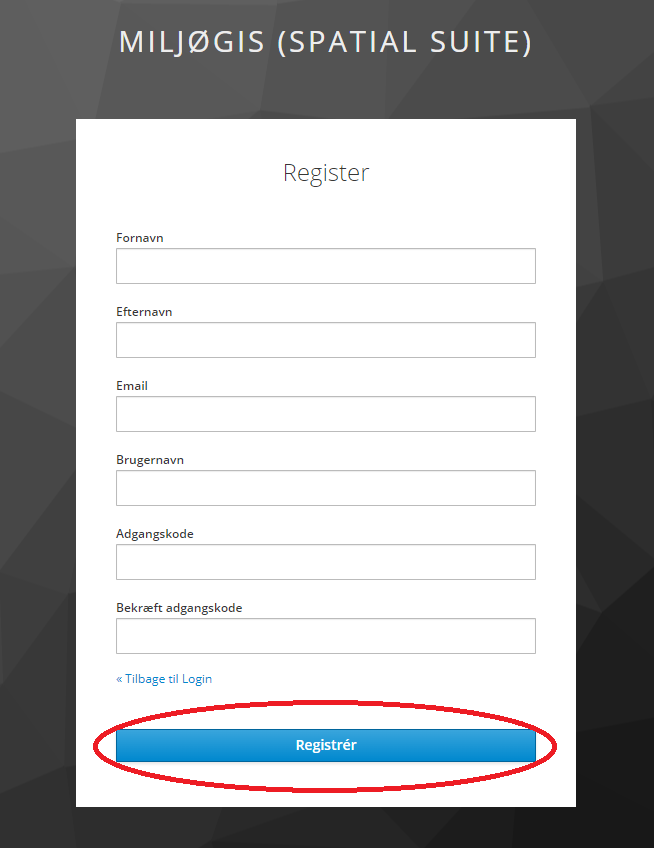 MILJØGIS (SPATIAL SUITE)
Register
Fornavn
Efternavn
Email
Brugernavn
Adgangskode
Bekræft adgangskode
« Tilbage til Login
Registrér